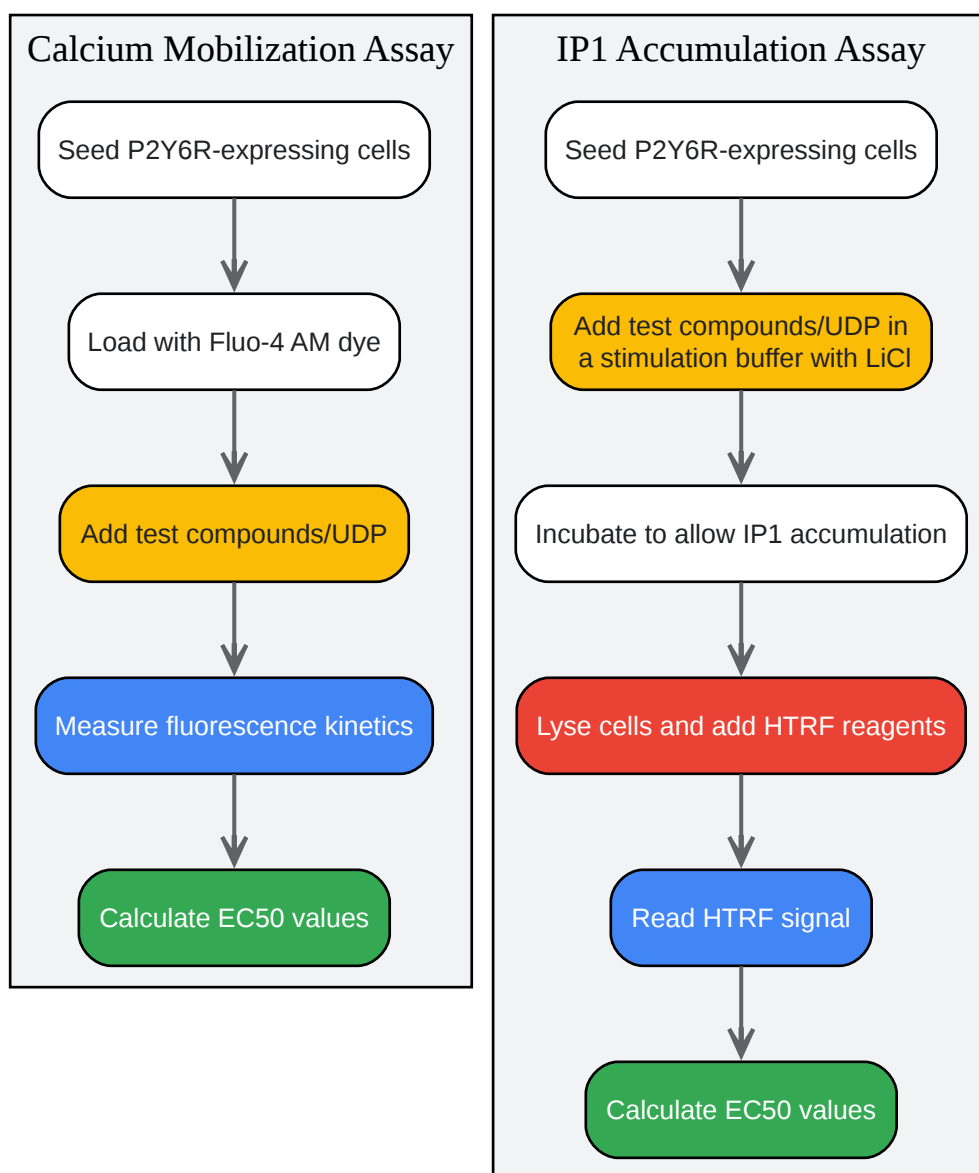 Calcium Mobilization Assay
Seed P2Y6R-expressing cells
Load with Fluo-4 AM dye
Add test compounds/UDP
Measure fluorescence kinetics
Calculate EC50 values
IP1 Accumulation Assay
Seed P2Y6R-expressing cells
Add test compounds/UDP in
a stimulation buffer with LiCl
Incubate to allow IP1 accumulation
Lyse cells and add HTRF reagents
Read HTRF signal
Calculate EC50 values